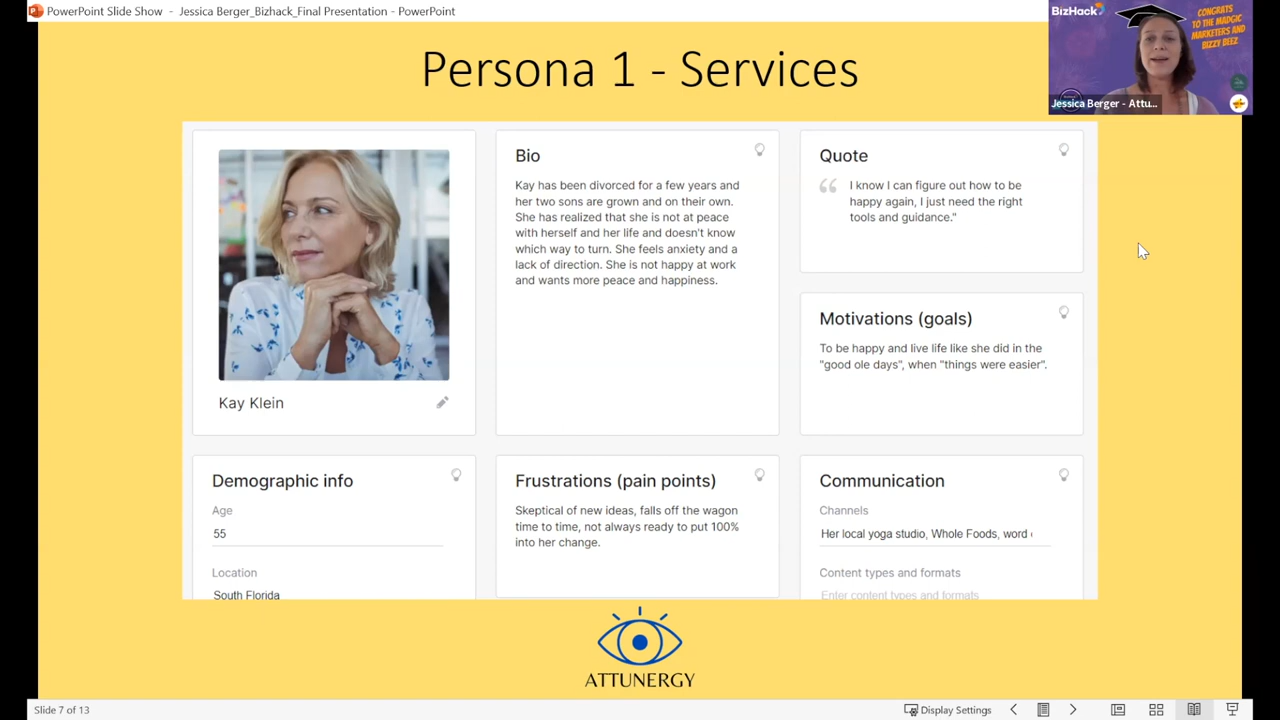 PowerPoint Slide Show - Jessica Berger_Bizhack_Final Presentation - PowerPoint
BizHack
CONGRATS
TO THE MADGIC
MARKETERS AND
BIZZY BEEZ
Jessica Berger - Attu...
Persona 1 - Services
Kay Klein
Bio
Kay has been divorced for a few years and
her two sons are grown and on their own.
She has realized that she is not at peace
with herself and her life and doesn't know
which way to turn. She feels anxiety and a
lack of direction. She is not happy at work
and wants more peace and happiness.
Quote
“ I know I can figure out how to be
happy again, I just need the right
tools and guidance."
Motivations (goals)
To be happy and live life like she did in the
"good ole days", when "things were easier".
Demographic info
Age
55
Location
South Florida
Frustrations (pain points)
Skeptical of new ideas, falls off the wagon
time to time, not always ready to put 100%
into her change.
Communication
Channels
Her local yoga studio, Whole Foods, word
Content types and formats
Enter content types and formats
ATTUNERGY
Slide 7 of 13
Display Settings